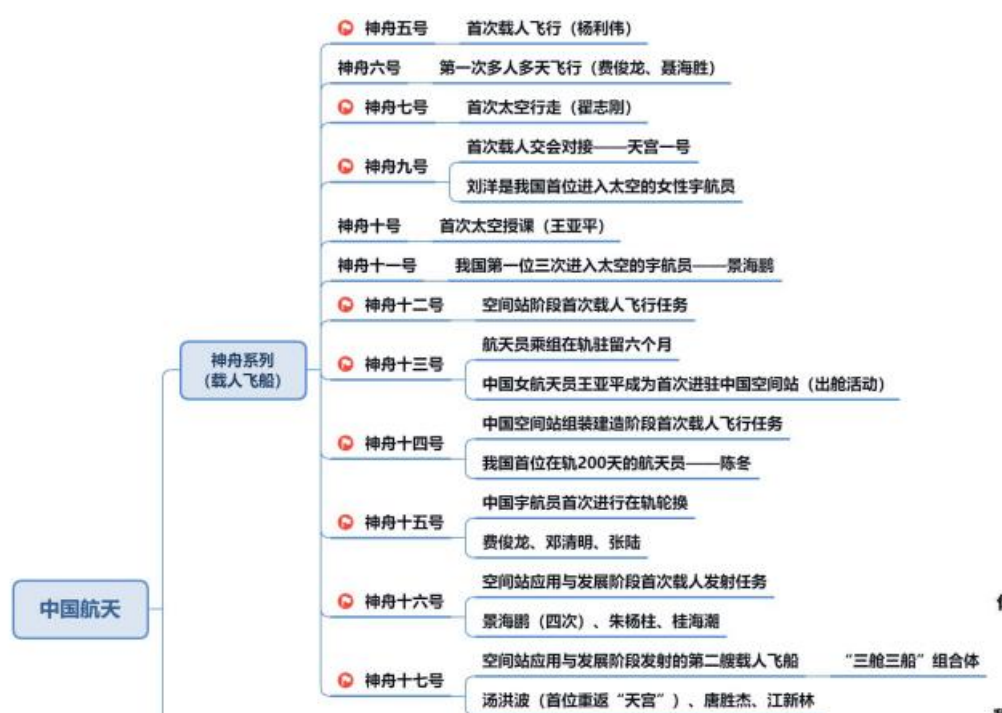 神舟五号 首次载人飞行（杨利伟）
神舟六号 第一次多人多天飞行（费俊龙、聂海胜）
神舟七号 首次太空行走（翟志刚）
首次载人交会对接——天宫一号
神舟九号
刘洋是我国首位进入太空的女性宇航员
神舟十号 首次太空授课（王亚平）
神舟十一号 我国第一位三次进入太空的宇航员——景海鹏
神舟十二号 空间站阶段首次载人飞行任务
神舟系列
（载人飞船）
航天员乘组在轨驻留六个月
神舟十三号
中国女航天员王亚平成为首次进驻中国空间站（出舱活动）
中国空间站组装建造阶段首次载人飞行任务
神舟十四号
我国首位在轨200天的航天员——陈冬
中国宇航员首次进行在轨轮换
神舟十五号
费俊龙、邓清明、张陆
中国航天
空间站应用与发展阶段首次载人发射任务
神舟十六号
景海鹏（四次）、朱杨柱、桂海潮
空间站应用与发展阶段发射的第二艘载人飞船 “三舱三船”组合体
神舟十七号
汤洪波（首位重返“天宫”）、唐胜杰、江新林